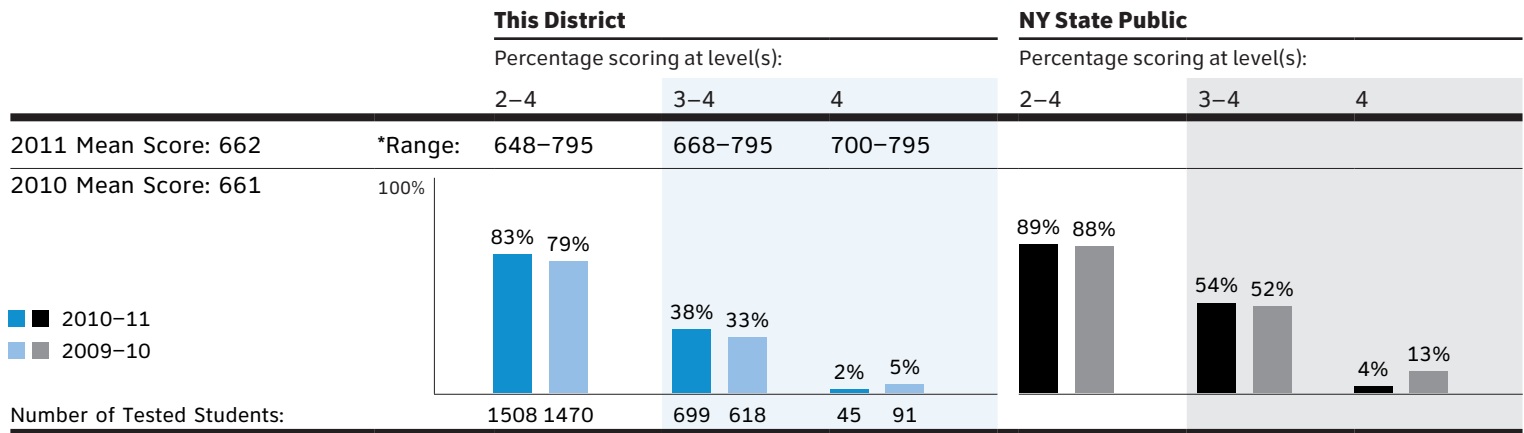 This District NY State Public
Percentage scoring at level(s): Percentage scoring at level(s):
2–4 3–4 4 2–4 3–4 4
2011 Mean Score: 662 *Range: 648–795 668–795 700–795
2010 Mean Score: 661 100%
83% 79% 38% 33% 2% 5% 89% 88% 54% 52% 4% 13%
2010–11
2009–10
Number of Tested Students: 1508 1470 699 618 45 91